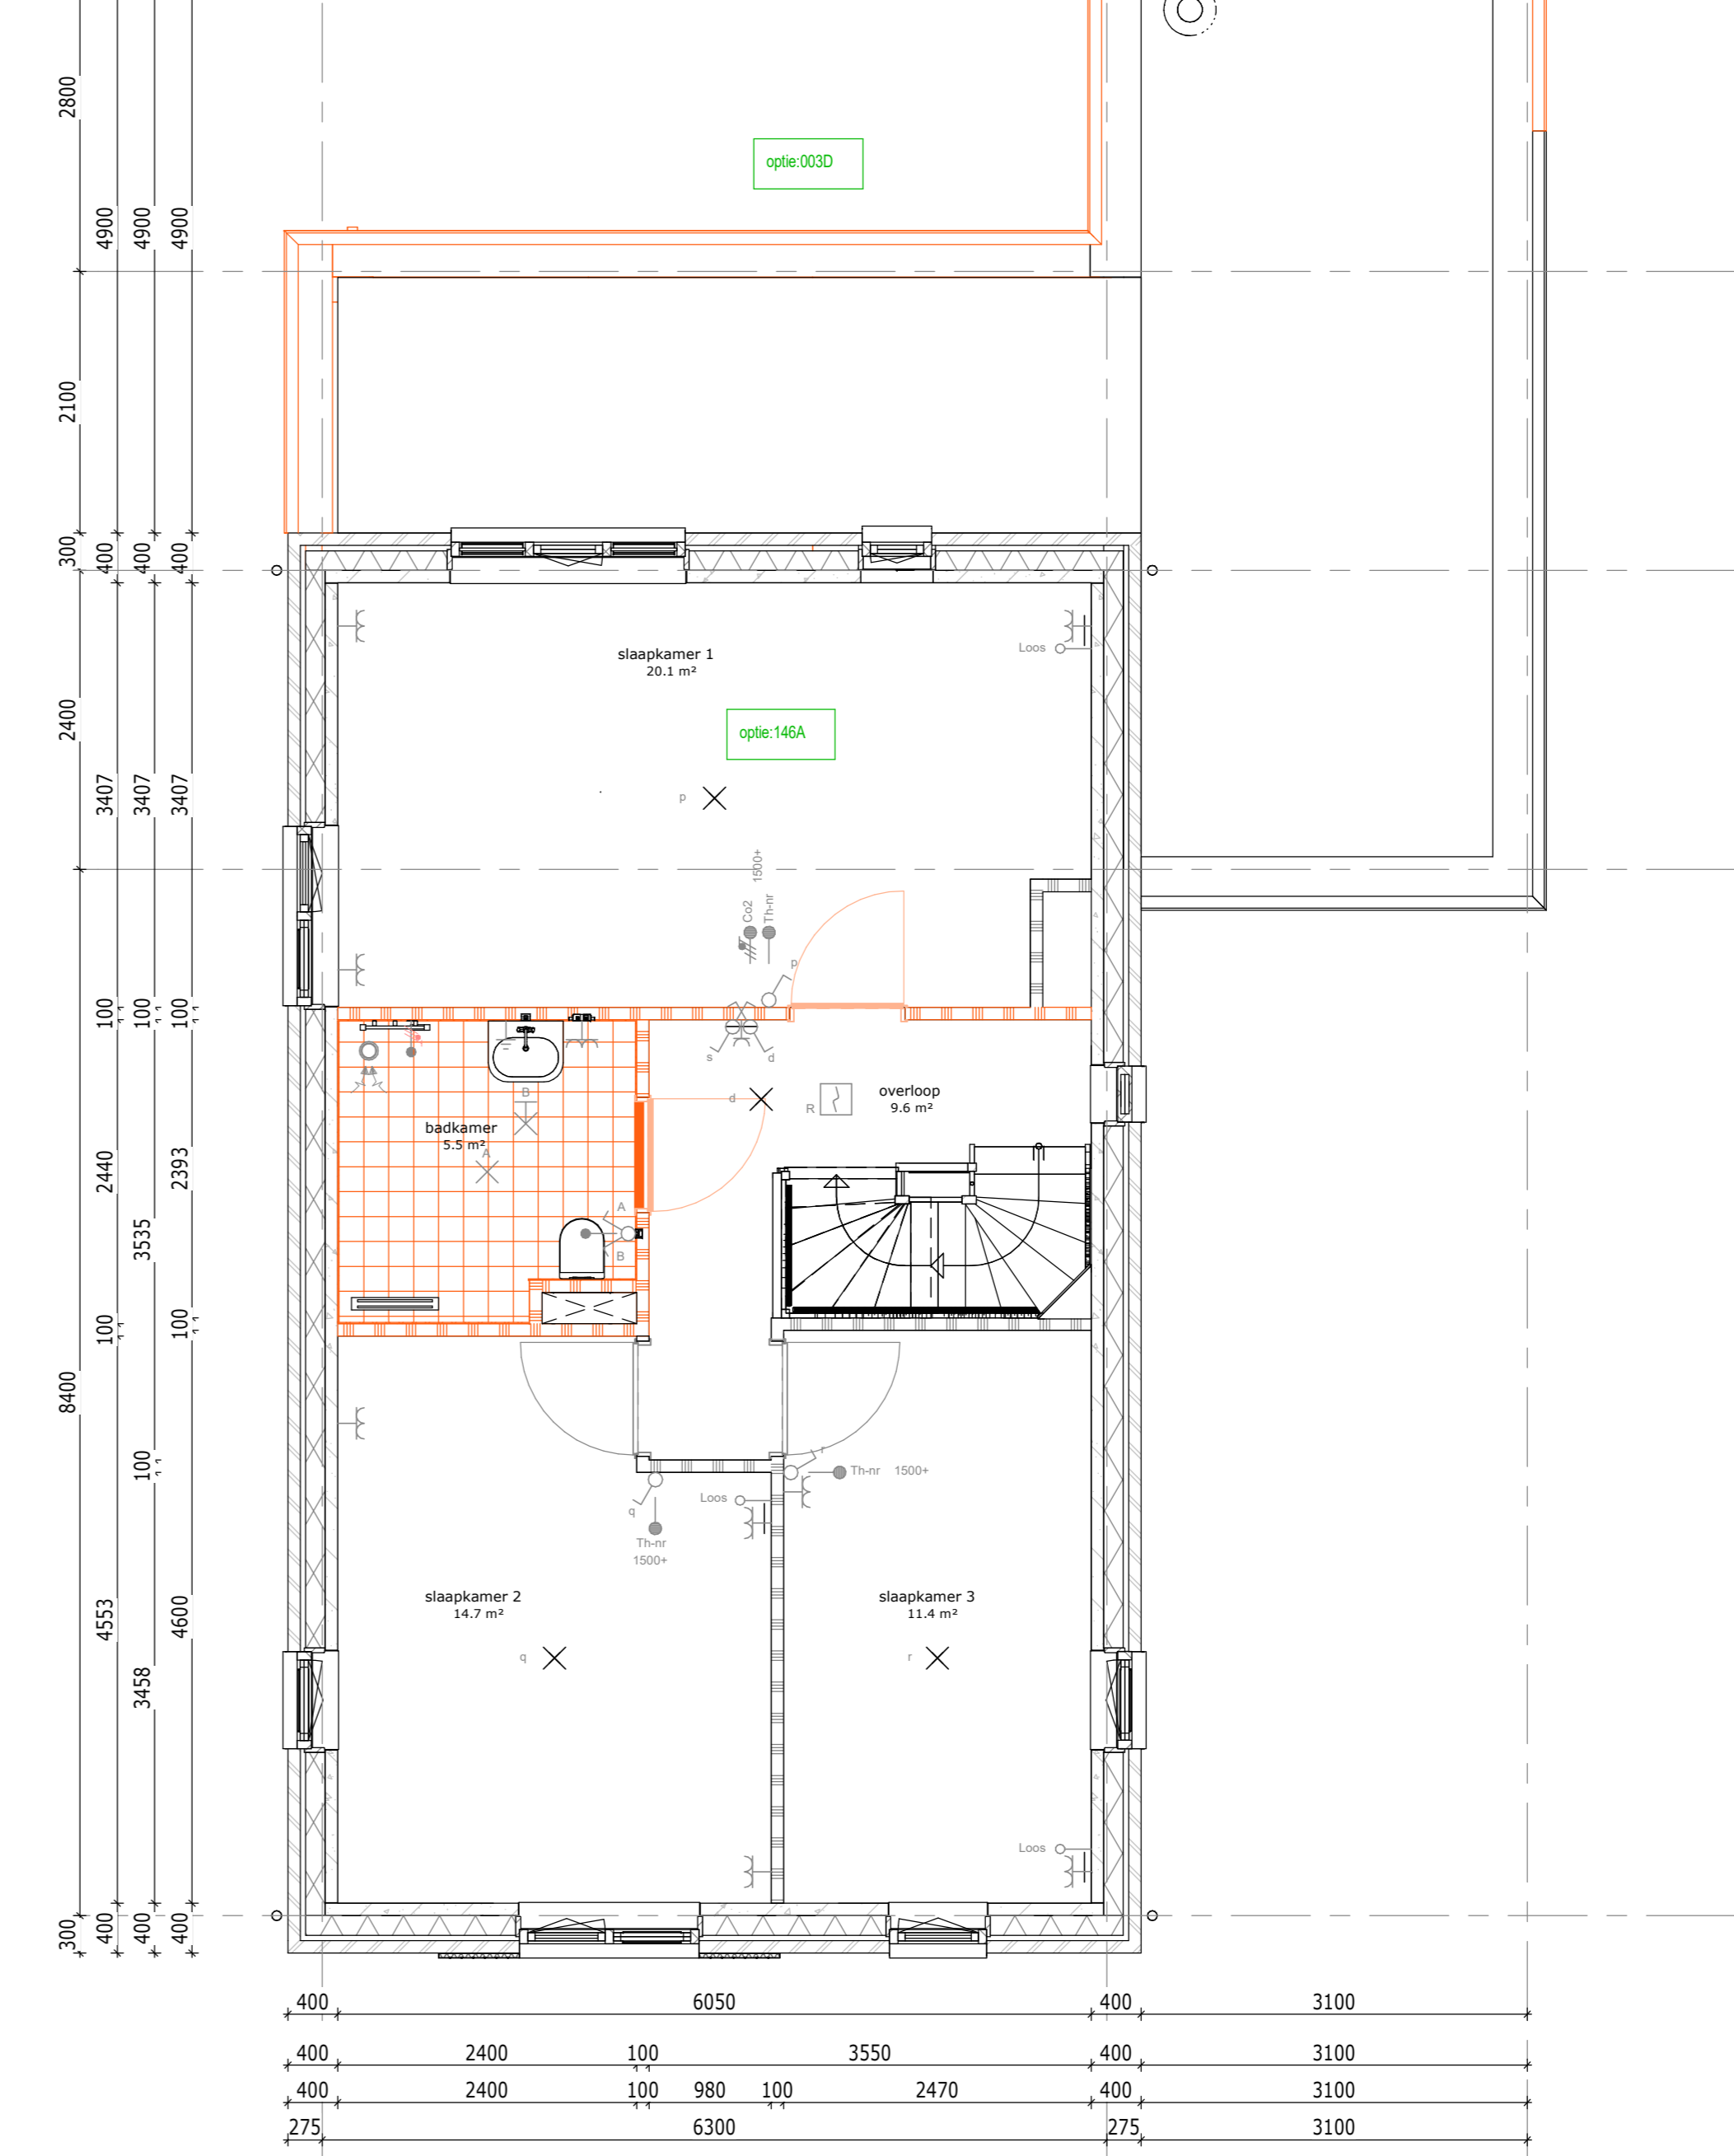 2800
optie:003D
4900
4900
4900
2100
300
400
400
400
slaapkamer 1
20.1 m²
Loos
optie:146A
2400
3407
3407
3407
p
1500+
Co2
Th-nr
p
100
100
100
s
d
B
d
R
overloop
9.6 m²
badkamer
5.5 m²
A
2440
3535
2393
A
B
100
100
8400
100
r
Th-nr 1500+
Loos
q
Th-nr
1500+
slaapkamer 2
14.7 m²
slaapkamer 3
11.4 m²
4553
3458
4600
q
r
Loos
300
400
400
400
400 6050 400 3100
400 2400 100 3550 400 3100
400 2400 100 980 100 2470 400 3100
275 6300 275 3100